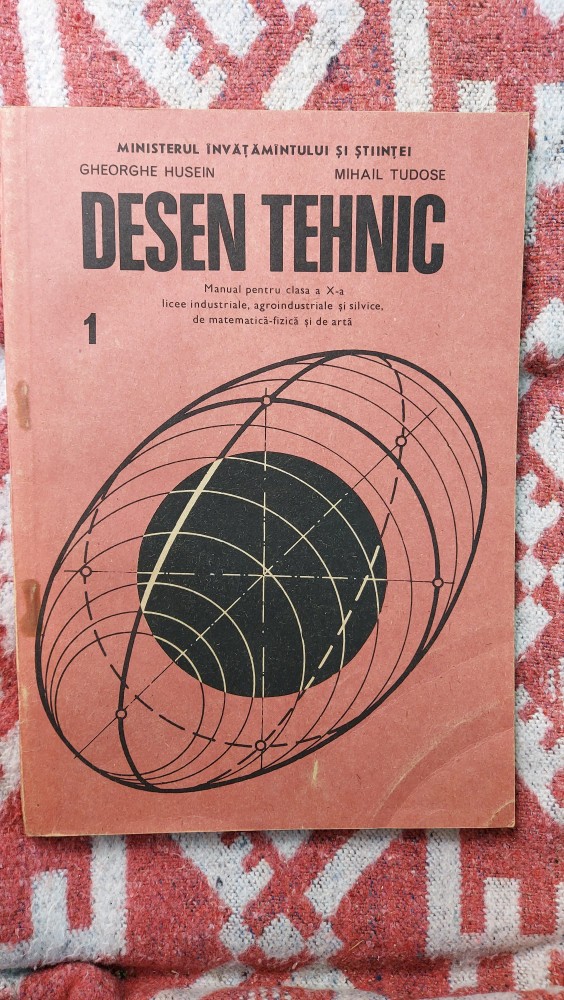 MINISTERUL ÎNVĂȚĂMÎNTULUI ȘI ȘTIINȚEI
GHEORGHE HUSEIN MIHAIL TUDOSE
DESEN TEHNIC
Manual pentru clasa a X-a
licee industriale, agroindustriale și silvice,
de matematică-fizică și de artă
1